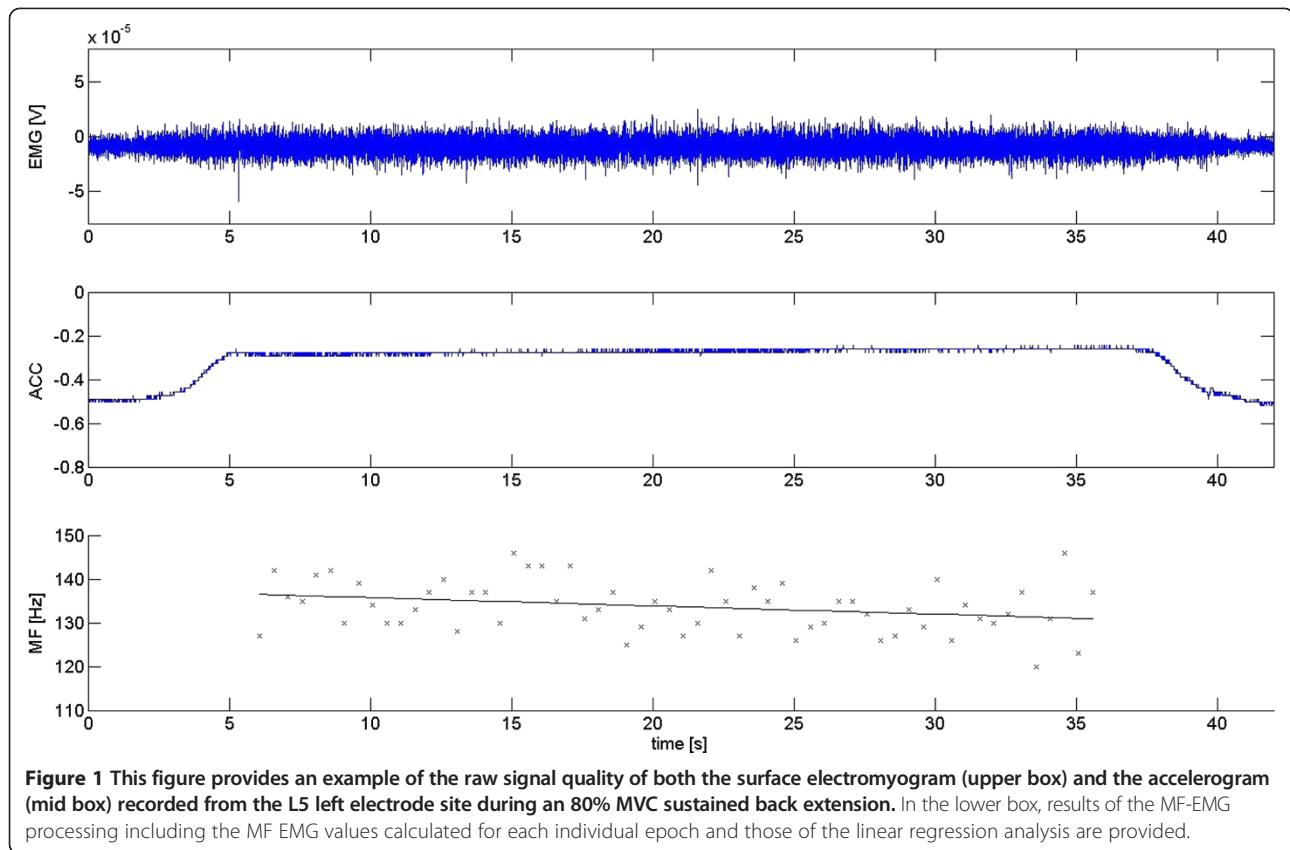 x 10^-5
5
0
-5
EMG [V]
0 5 10 15 20 25 30 35 40
0
-0.2
-0.4
-0.6
-0.8
ACC
0 5 10 15 20 25 30 35 40
150
140
130
120
110
MF [Hz]
0 5 10 15 20 25 30 35 40
time [s]
Figure 1 This figure provides an example of the raw signal quality of both the surface electromyogram (upper box) and the accelerogram
(mid box) recorded from the L5 left electrode site during an 80% MVC sustained back extension. In the lower box, results of the MF-EMG
processing including the MF EMG values calculated for each individual epoch and those of the linear regression analysis are provided.